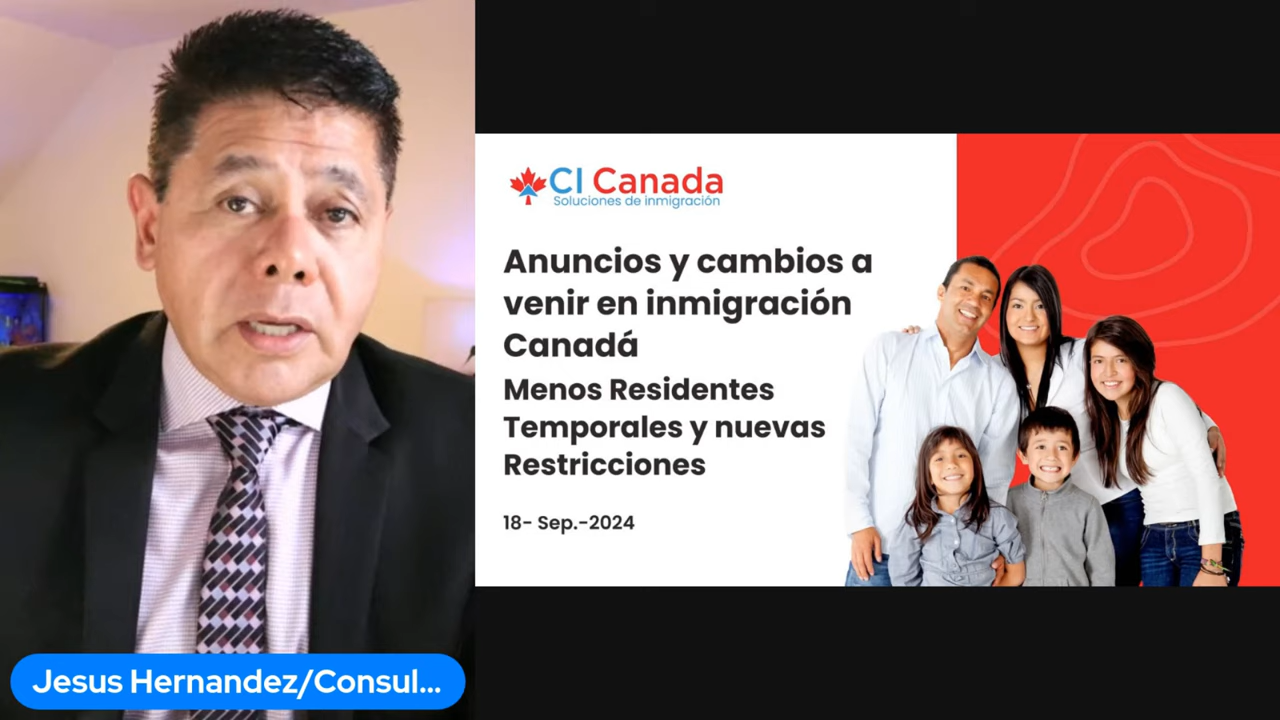 CI Canada
Soluciones de inmigración
Anuncios y cambios a
venir en inmigración
Canadá
Menos Residentes
Temporales y nuevas
Restricciones
18- Sep.-2024
Jesus Hernandez/Consul...